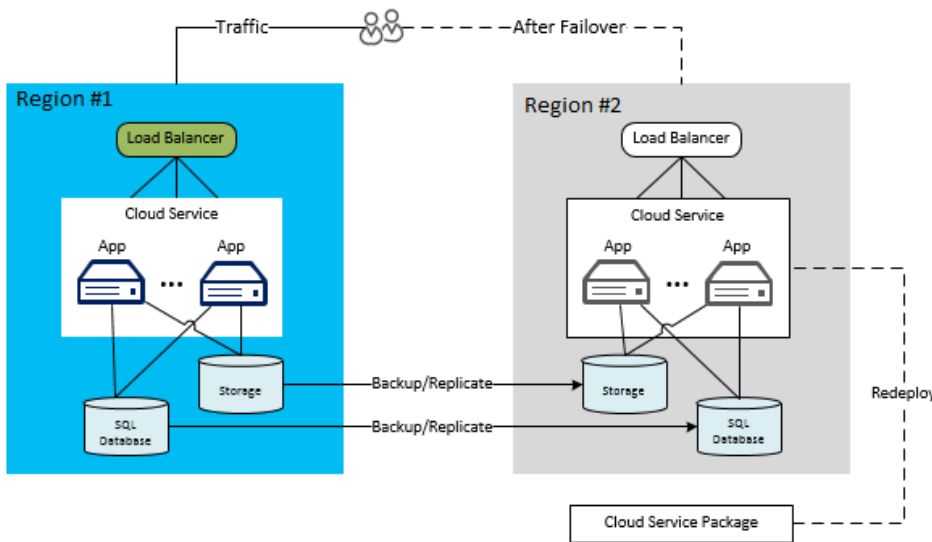 Traffic
After Failover
Region #1
Region #2
Load Balancer
Load Balancer
Cloud Service
Cloud Service
App
App
App
App
...
...
Storage
Backup/Replicate
Storage
Redeploy
SQL
Database
Backup/Replicate
SQL
Database
Cloud Service Package